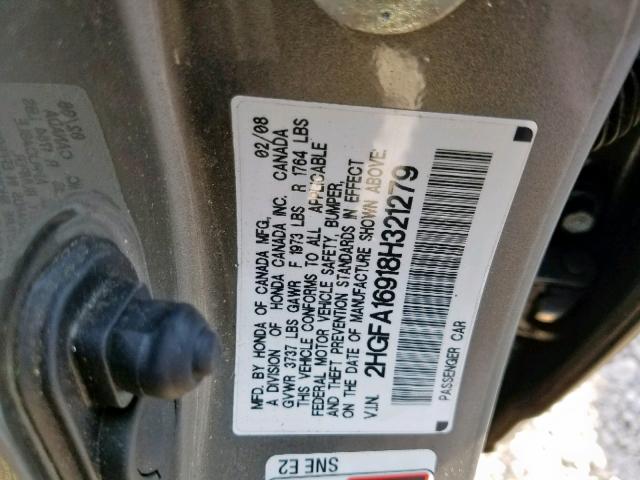 MFD. BY HONDA OF CANADA MFG., 02/08
A DIVISION OF HONDA CANADA INC. CANADA
GVWR 3737 LBS GAWR F 1973 LBS R 1764 LBS
THIS VEHICLE CONFORMS TO ALL APPLICABLE
FEDERAL MOTOR VEHICLE SAFETY, BUMPER,
AND THEFT PREVENTION STANDARDS IN EFFECT
ON THE DATE OF MANUFACTURE SHOWN ABOVE.
V.I.N. 2HGFA16918H321279
PASSENGER CAR
SNE E2